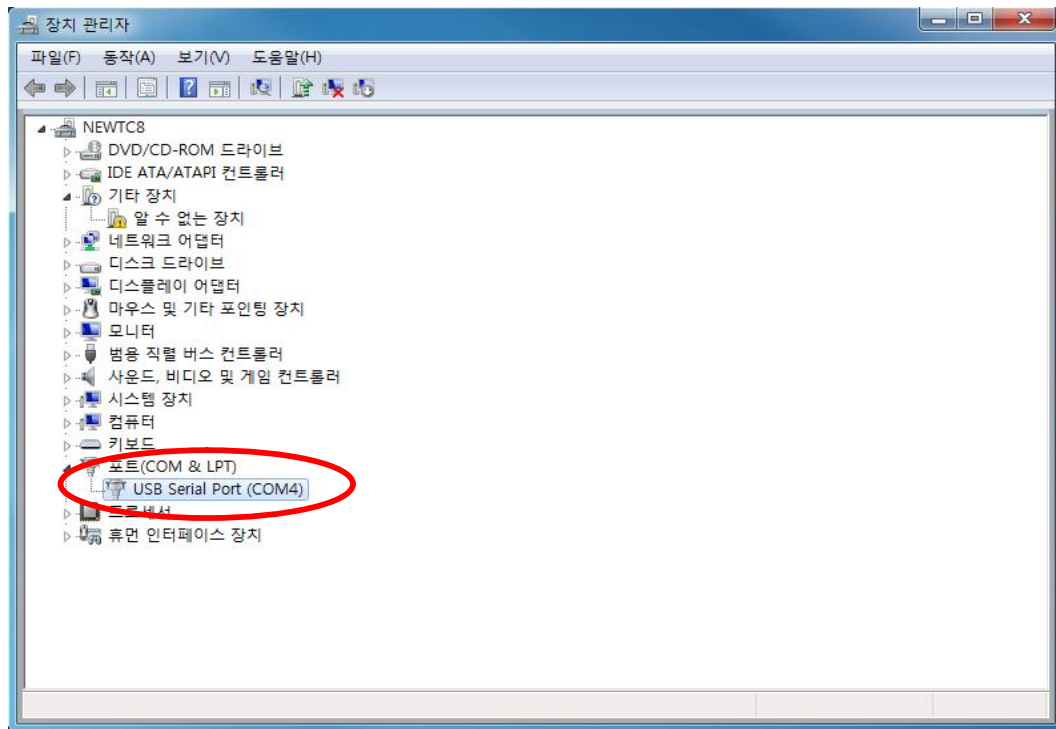 장치 관리자
파일(F) 동작(A) 보기(V) 도움말(H)
NEWTC8
DVD/CD-ROM 드라이브
IDE ATA/ATAPI 컨트롤러
기타 장치
알 수 없는 장치
네트워크 어댑터
디스크 드라이브
디스플레이 어댑터
마우스 및 기타 포인팅 장치
모니터
범용 직렬 버스 컨트롤러
사운드, 비디오 및 게임 컨트롤러
시스템 장치
컴퓨터
키보드
포트(COM & LPT)
USB Serial Port (COM4)
프로세서
휴먼 인터페이스 장치